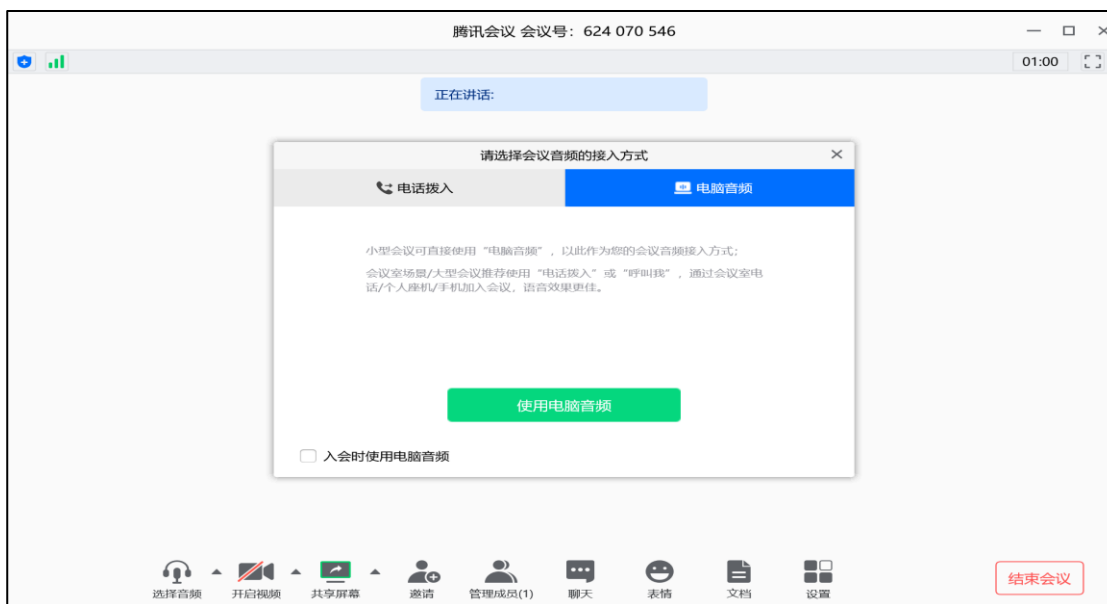 腾讯会议 会议号：624 070 546
01:00
正在讲话:
请选择会议音频的接入方式
电话拨入
电脑音频
小型会议可直接使用“电脑音频”，以此作为您的会议音频接入方式；
会议室场景/大型会议推荐使用“电话拨入”或“呼叫我”，通过会议室电
话/个人座机/手机加入会议，语音效果更佳。
使用电脑音频
入会时使用电脑音频
选择音频
开启视频
共享屏幕
邀请
管理成员(1)
聊天
表情
文档
设置
结束会议